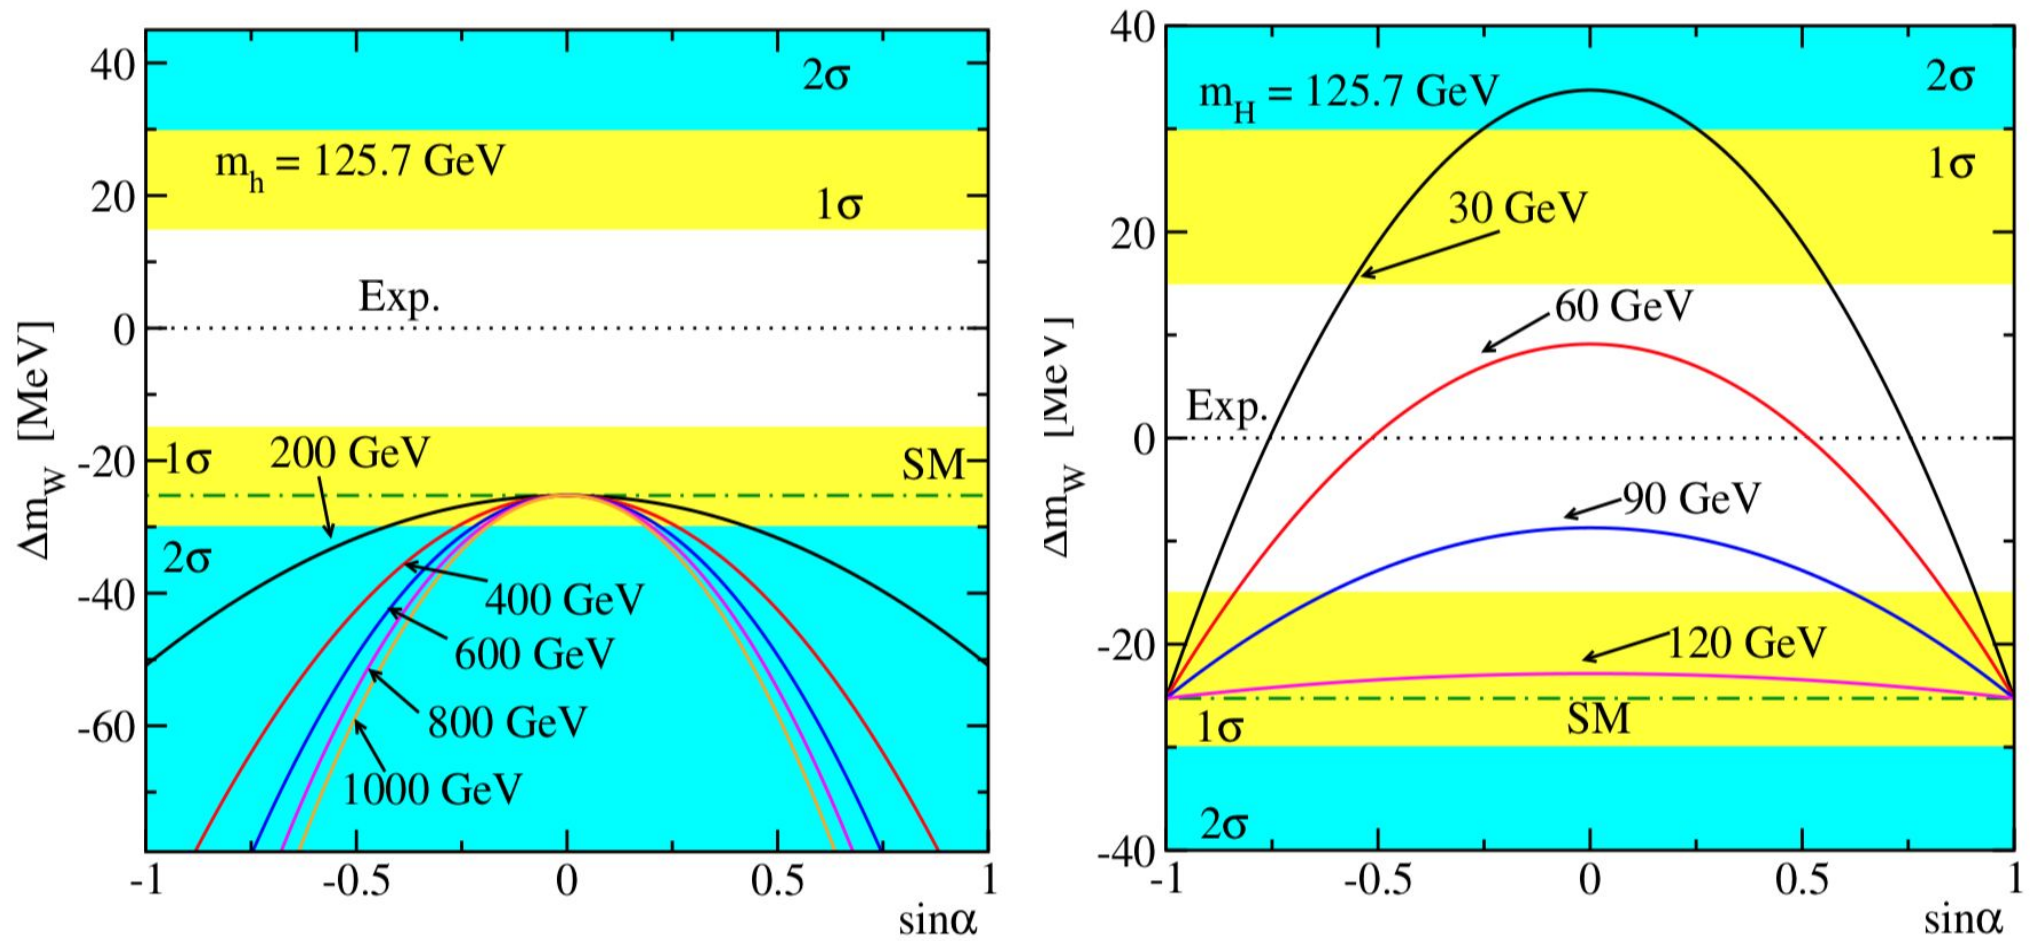 40
2σ
m_h = 125.7 GeV
20
1σ
Exp.
0
Δm_W [MeV]
-20
1σ
200 GeV
SM
2σ
400 GeV
-40
600 GeV
800 GeV
-60
1000 GeV
-1
-0.5
0
0.5
1
sinα
40
2σ
m_H = 125.7 GeV
1σ
30 GeV
20
60 GeV
Exp.
0
Δm_W [MeV]
90 GeV
120 GeV
-20
SM
1σ
2σ
-40
-1
-0.5
0
0.5
1
sinα